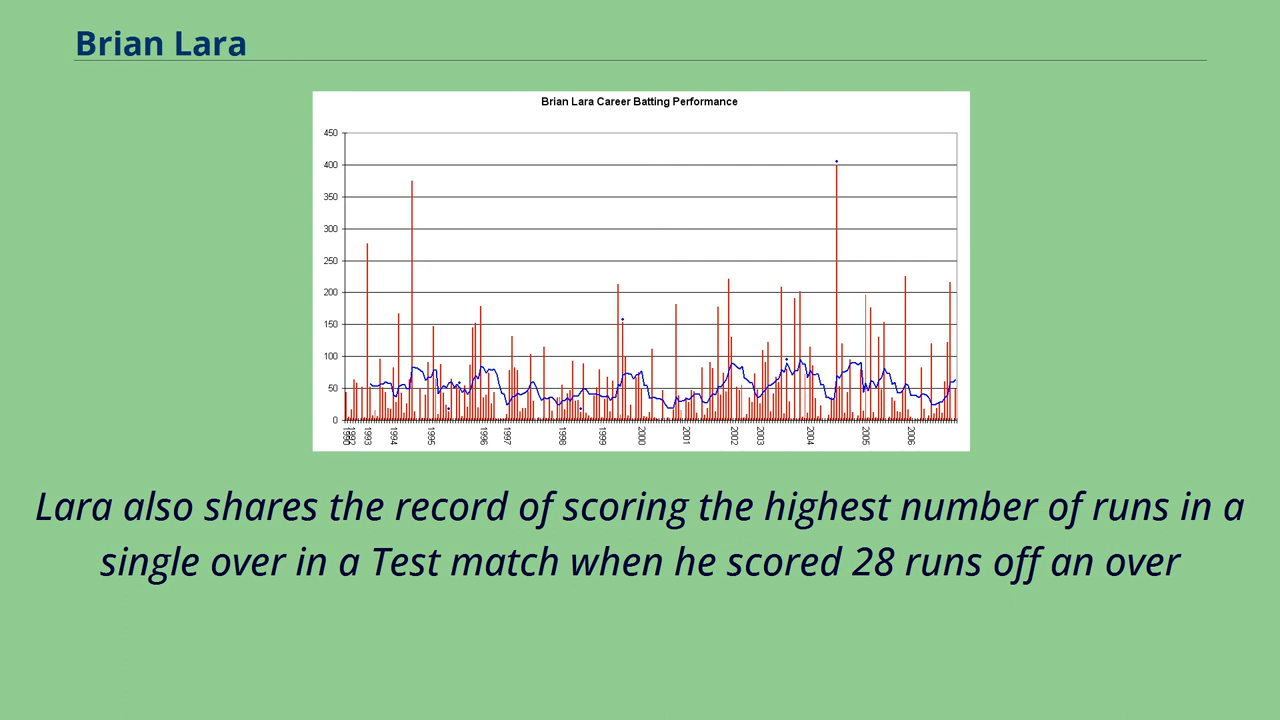 Brian Lara
Brian Lara Career Batting Performance
450
400
350
300
250
200
150
100
50
0
1990 1992 1993 1994 1995 1996 1997 1998 1999 2000 2001 2002 2003 2004 2005 2006
Lara also shares the record of scoring the highest number of runs in a
single over in a Test match when he scored 28 runs off an over